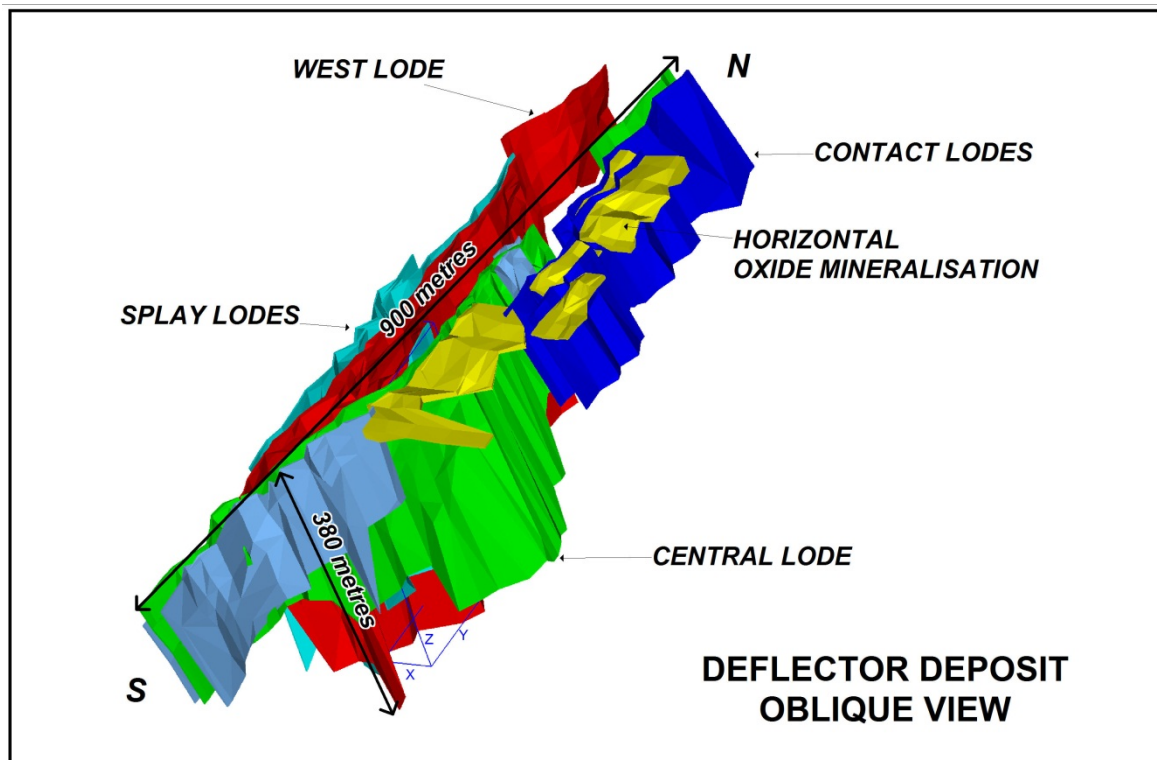 WEST LODE
N
CONTACT LODES
HORIZONTAL
OXIDE MINERALISATION
900 metres
SPLAY LODES
CENTRAL LODE
380 metres
Z
Y
X
S
DEFLECTOR DEPOSIT
OBLIQUE VIEW